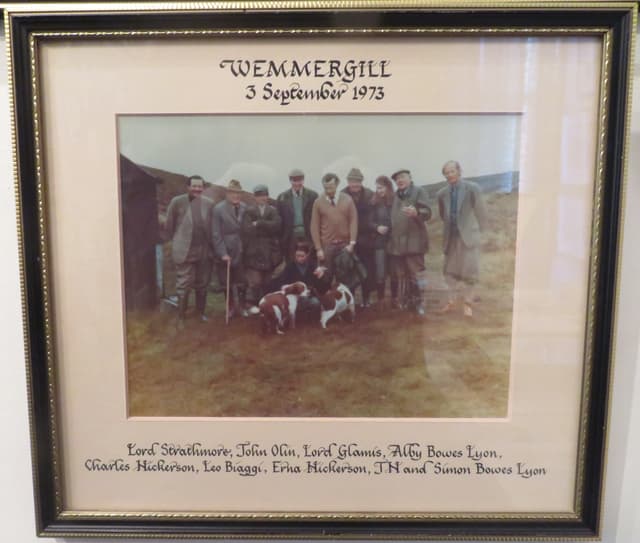 WEMMERGILL
3 September 1973
Lord Strathmore, John Olin, Lord Glamis, Alby Bowes Lyon,
Charles Hickerson, Leo Biaggi, Erna Hickerson, JN and Simon Bowes Lyon